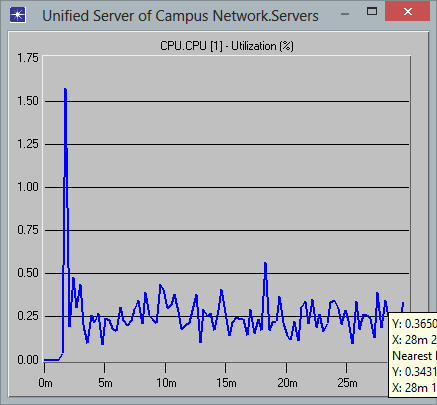 Unified Server of Campus Network.Servers
CPU.CPU [1] - Utilization (%)
1.75
1.50
1.25
1.00
0.75
0.50
0.25
0.00
0m 5m 10m 15m 20m 25m
Y: 0.3650
X: 28m 2
Nearest
Y: 0.3431
X: 28m 1